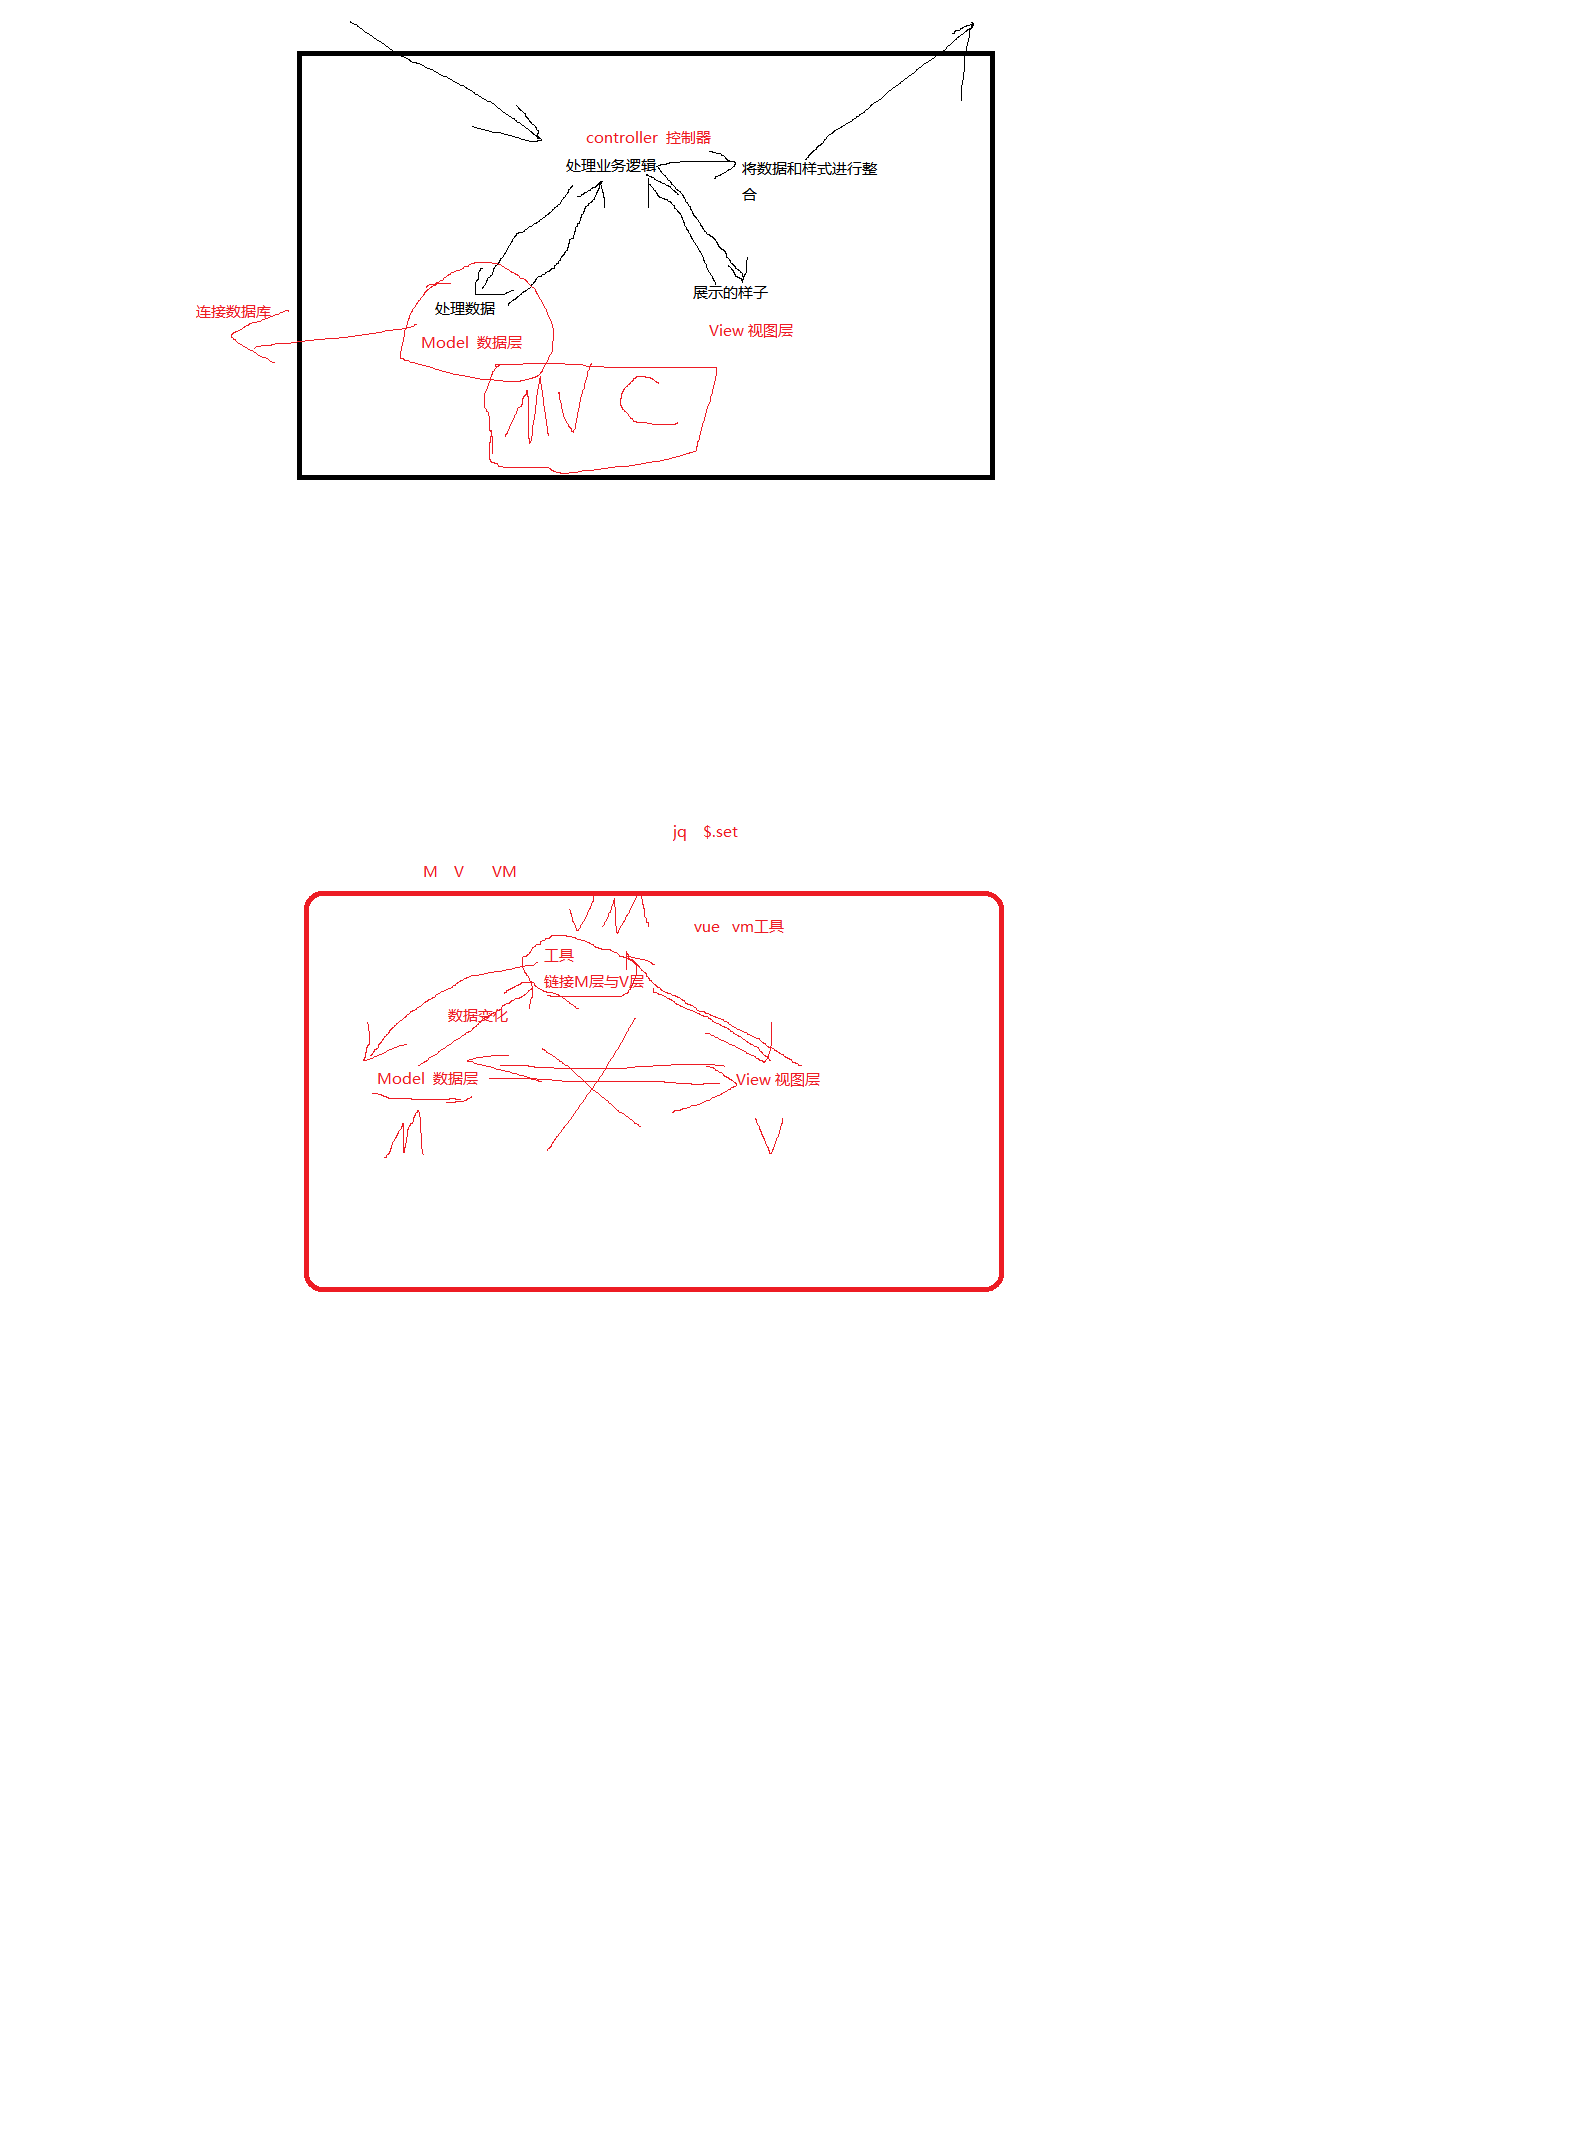 controller 控制器
处理业务逻辑
将数据和样式进行整
合
展示的样子
处理数据
连接数据库
View 视图层
Model 数据层
M V C
jq $.set
M V VM
V M
vue vm工具
工具
链接M层与V层
数据变化
Model 数据层
View 视图层
M
V